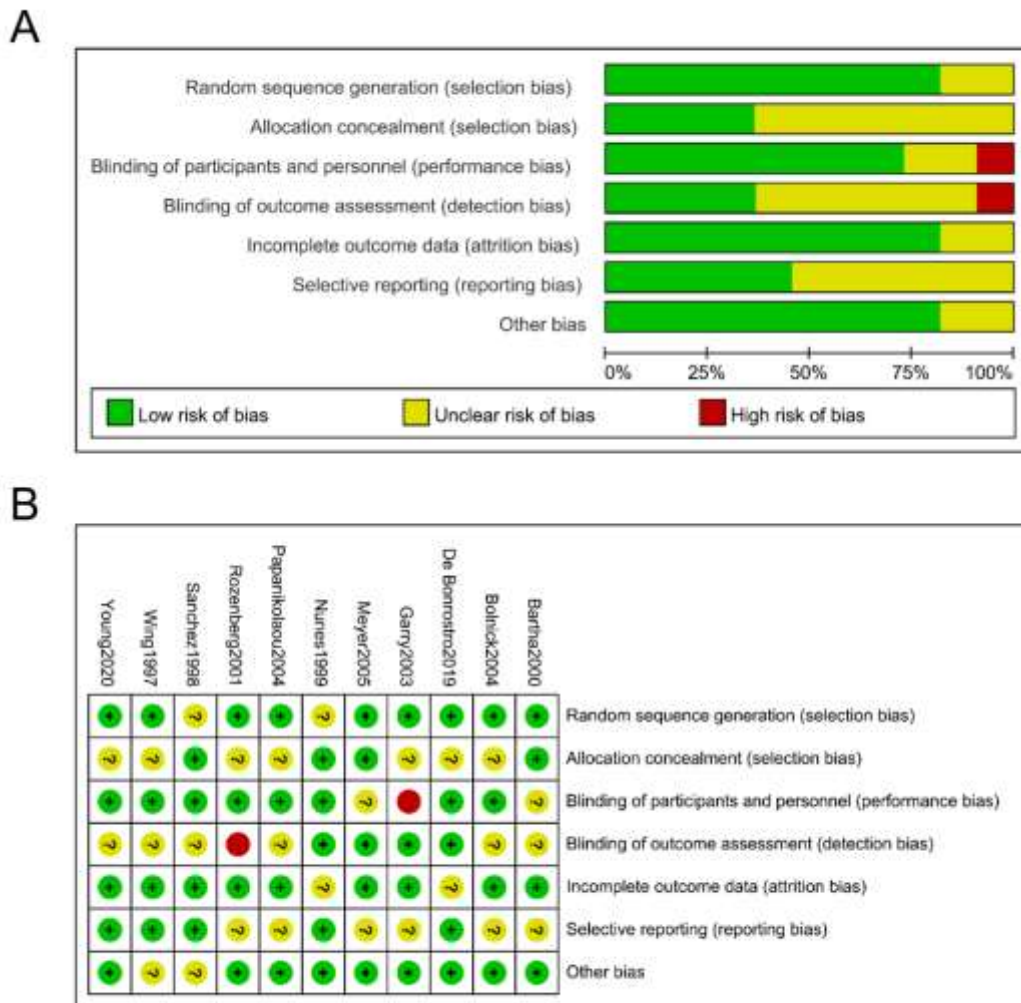 A
Random sequence generation (selection bias)
Allocation concealment (selection bias)
Blinding of participants and personnel (performance bias)
Blinding of outcome assessment (detection bias)
Incomplete outcome data (attrition bias)
Selective reporting (reporting bias)
Other bias
0% 25% 50% 75% 100%
Low risk of bias Unclear risk of bias High risk of bias
B
Young2020
Wing1997
Sanchez1998
Rozenberg2001
Papanikolaou2004
Nunes1999
Meyer2005
Garry2003
De Bonrostro2019
Bolnick2004
Bartha2000
+ + ? + + ? + + + + + Random sequence generation (selection bias)
? ? + ? ? + + ? ? ? + Allocation concealment (selection bias)
+ + + + + + ? + + ? Blinding of participants and personnel (performance bias)
? ? ? ? + + + + ? ? Blinding of outcome assessment (detection bias)
+ + + + + ? + + ? + + Incomplete outcome data (attrition bias)
+ + + ? ? + ? ? + ? ? Selective reporting (reporting bias)
+ ? ? + + + + + + + + Other bias